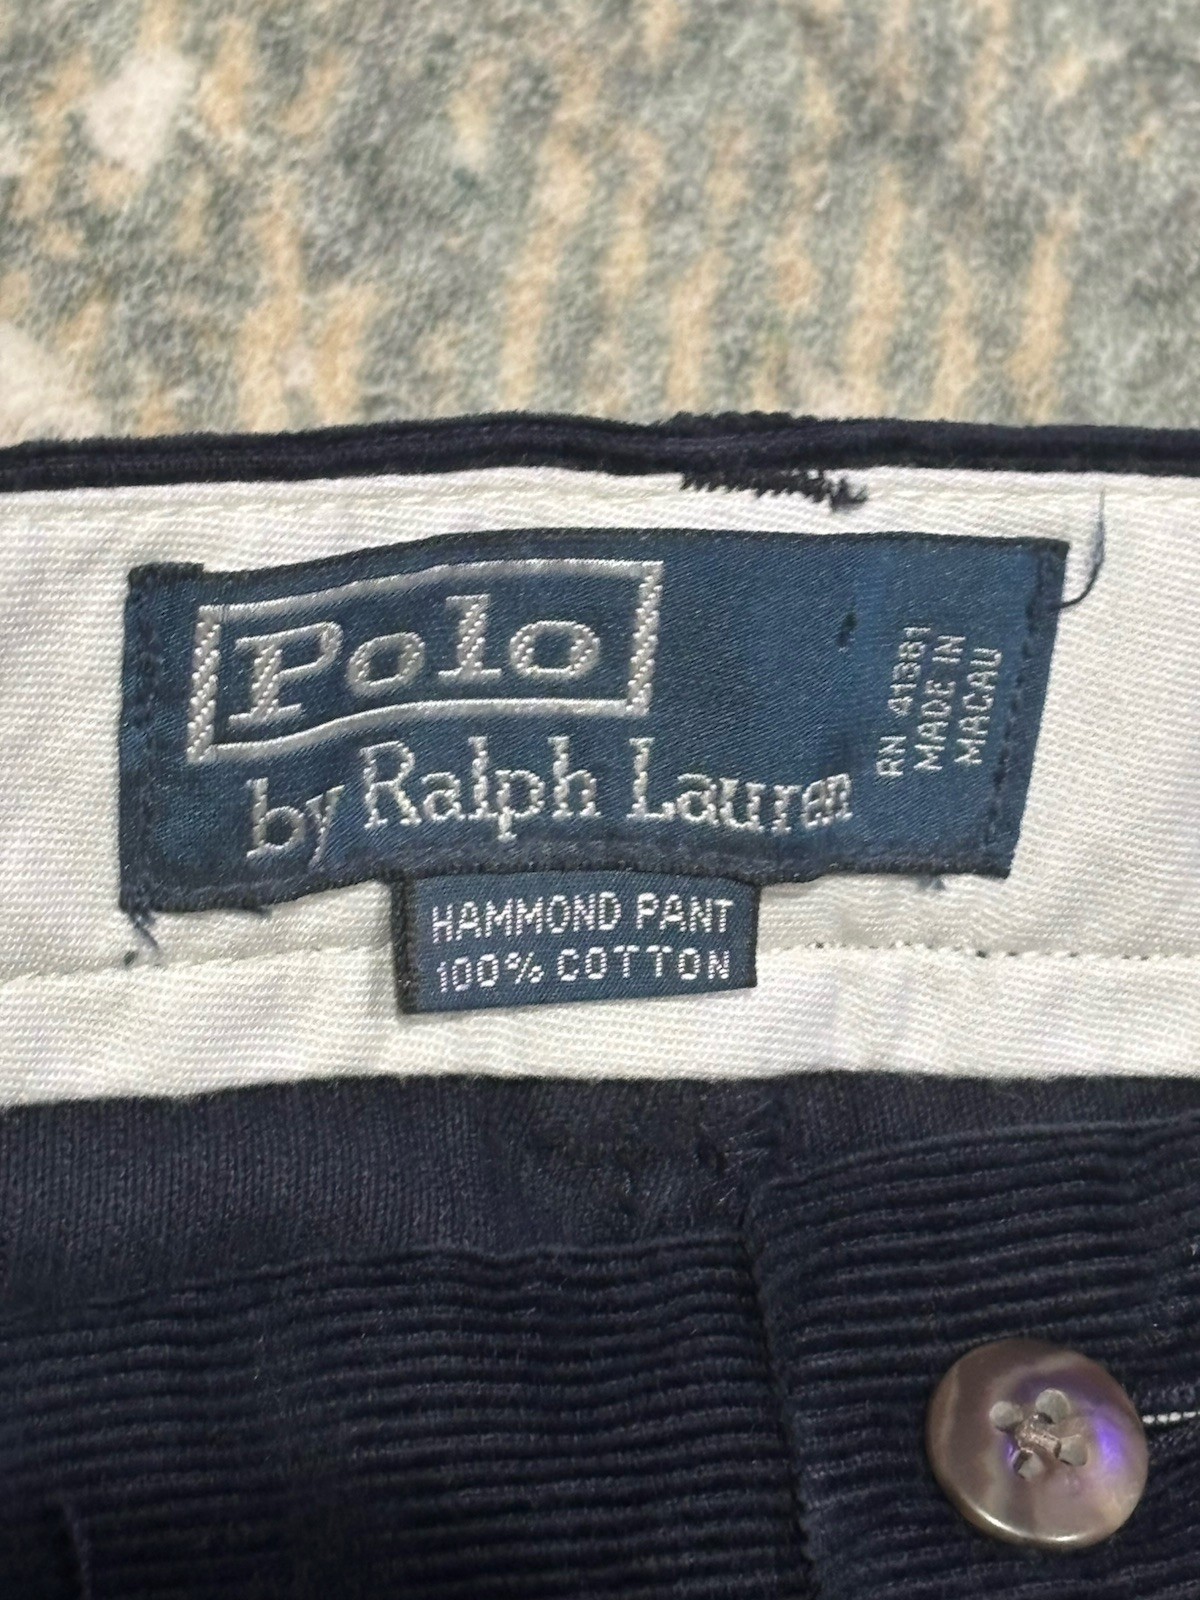 Polo
by Ralph Lauren
RN 41381
MADE IN
MACAU
HAMMOND PANT
100% COTTON